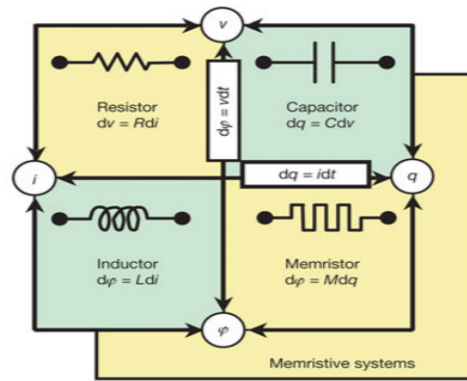 v
Resistor
dv = Rdi
dφ = vdt
Capacitor
dq = Cdv
i
dq = idt
q
Inductor
dφ = Ldi
Memristor
dφ = Mdq
φ
Memristive systems